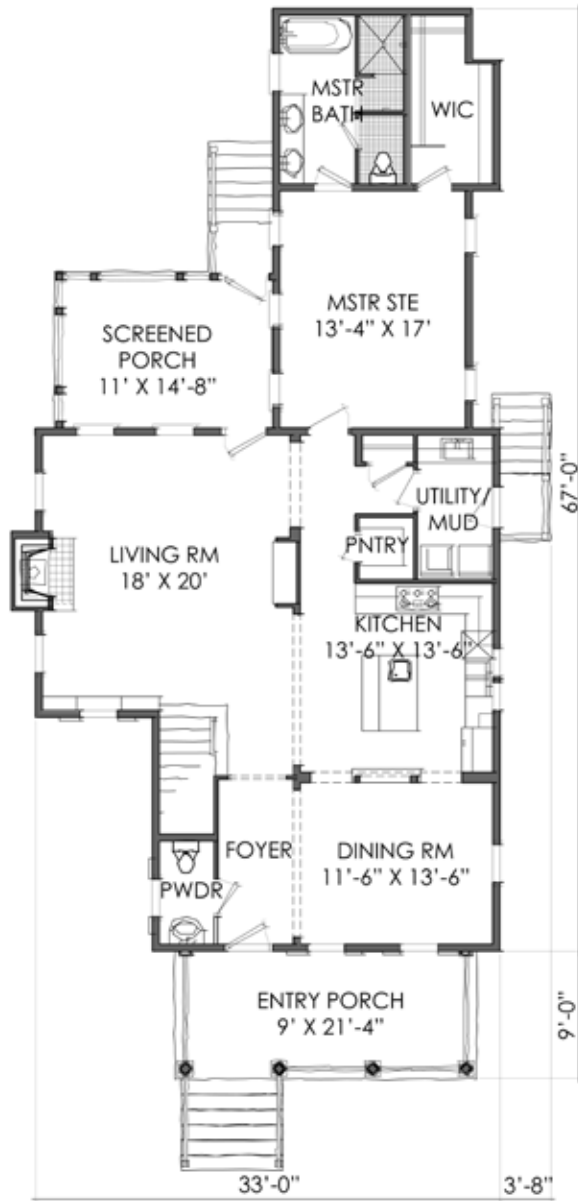 MSTR
BATH
WIC
MSTR STE
13'-4" X 17'
SCREENED
PORCH
11' X 14'-8"
67'-0"
UTILITY/
MUD
PNTRY
LIVING RM
18' X 20'
KITCHEN
13'-6" X 13'-6"
FOYER
DINING RM
11'-6" X 13'-6"
PWDR
ENTRY PORCH
9' X 21'-4"
9'-0"
33'-0"
3'-8"